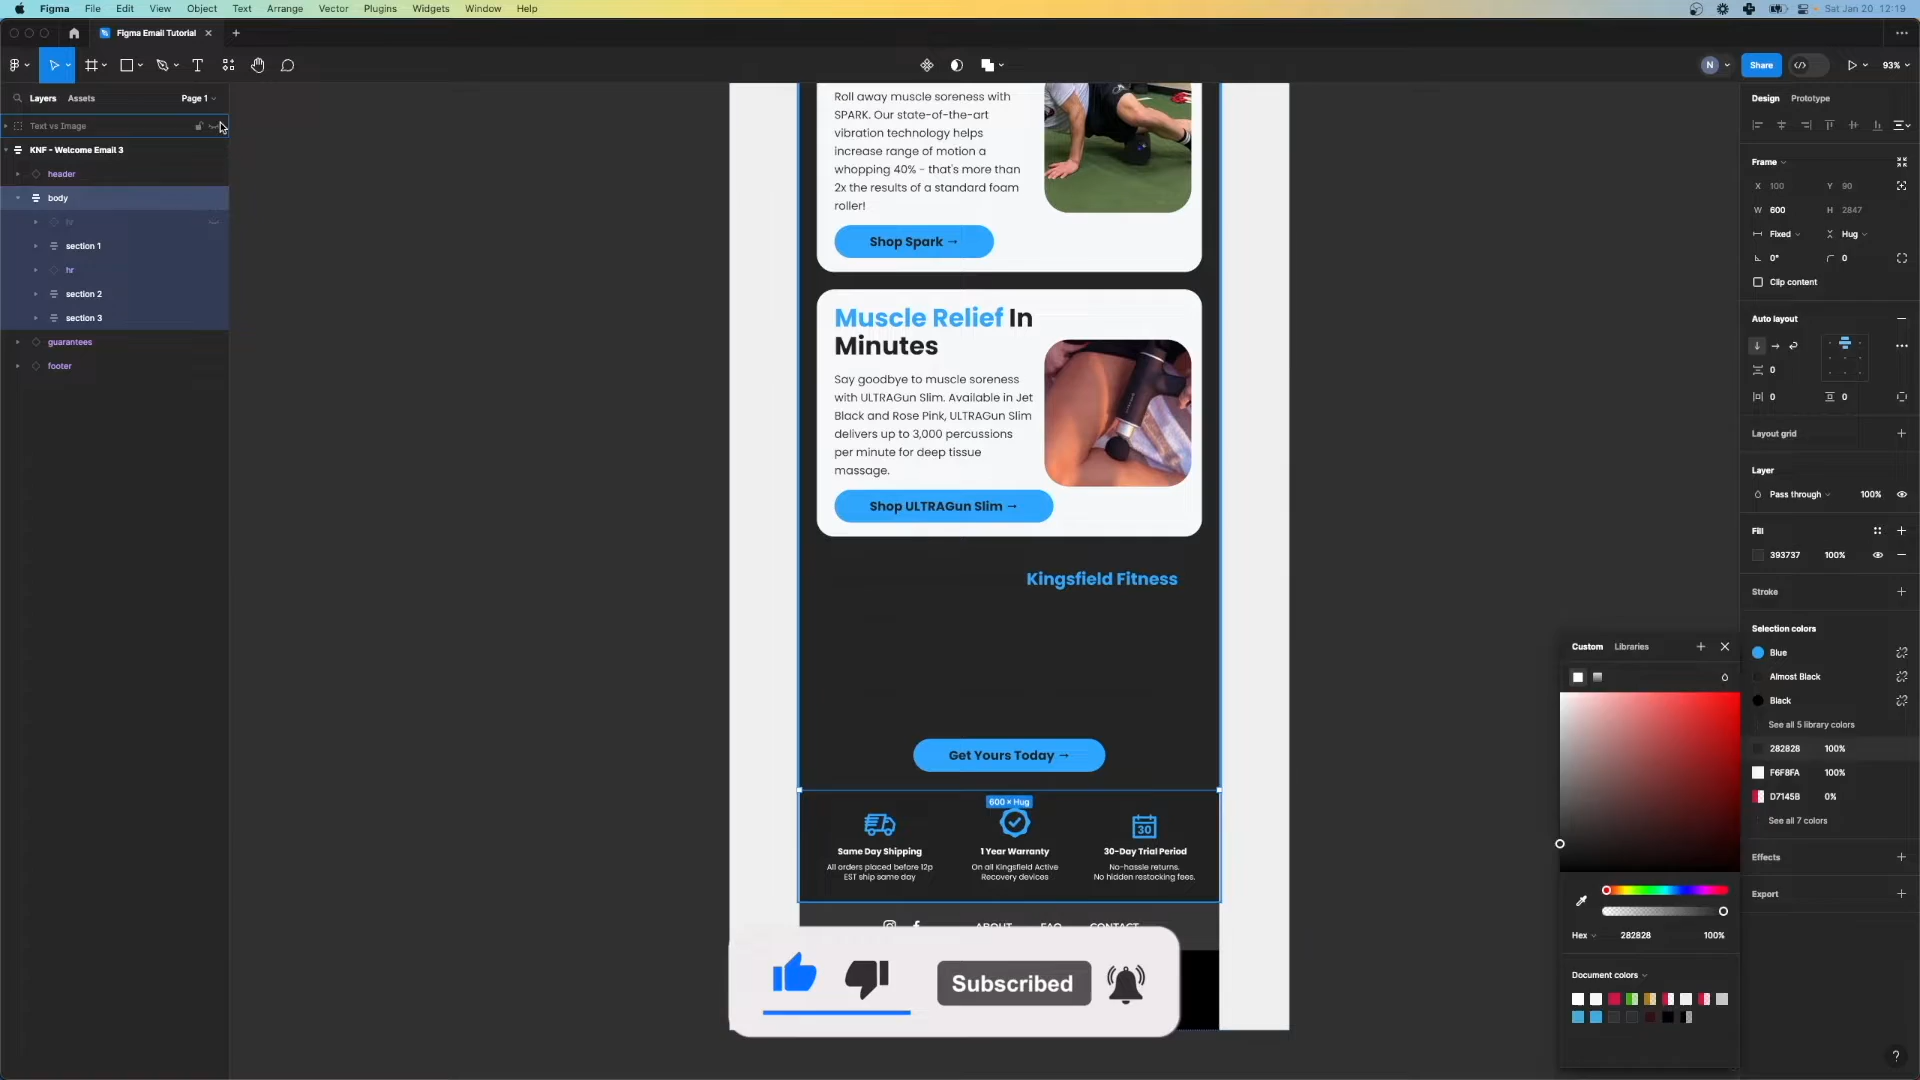 Figma File Edit View Object Text Arrange Vector Plugins Widgets Window Help
Sat Jan 20 12:19
Figma Email Tutorial
N
Share
93%
Layers Assets Page 1
Text vs Image
KNF - Welcome Email 3
header
body
section 1
hr
section 2
section 3
guarantees
footer
Roll away muscle soreness with
SPARK. Our state-of-the-art
vibration technology helps
increase range of motion a
whopping 40% - that's more than
2x the results of a standard foam
roller!
Shop Spark →
Muscle Relief In
Minutes
Say goodbye to muscle soreness
with ULTRAGun Slim. Available in Jet
Black and Rose Pink, ULTRAGun Slim
delivers up to 3,000 percussions
per minute for deep tissue
massage.
Shop ULTRAGun Slim →
Kingsfield Fitness
Get Yours Today →
600 × Hug
30
Same Day Shipping
All orders placed before 12p
EST ship same day
1 Year Warranty
On all Kingsfield Active
Recovery devices
30-Day Trial Period
No-hassle returns.
No hidden restocking fees.
ABOUT FAQ CONTACT
Subscribed
Design Prototype
Frame
X 100 Y 90
W 600 H 2847
Fixed Hug
0° 0
Clip content
Auto layout
0
0 0
Layout grid
Layer
Pass through 100%
Fill
393737 100%
Stroke
Selection colors
Blue
Almost Black
Black
See all 5 library colors
282828 100%
F6F8FA 100%
D7145B 0%
See all 7 colors
Effects
Export
Custom Libraries
Hex 282828 100%
Document colors
?